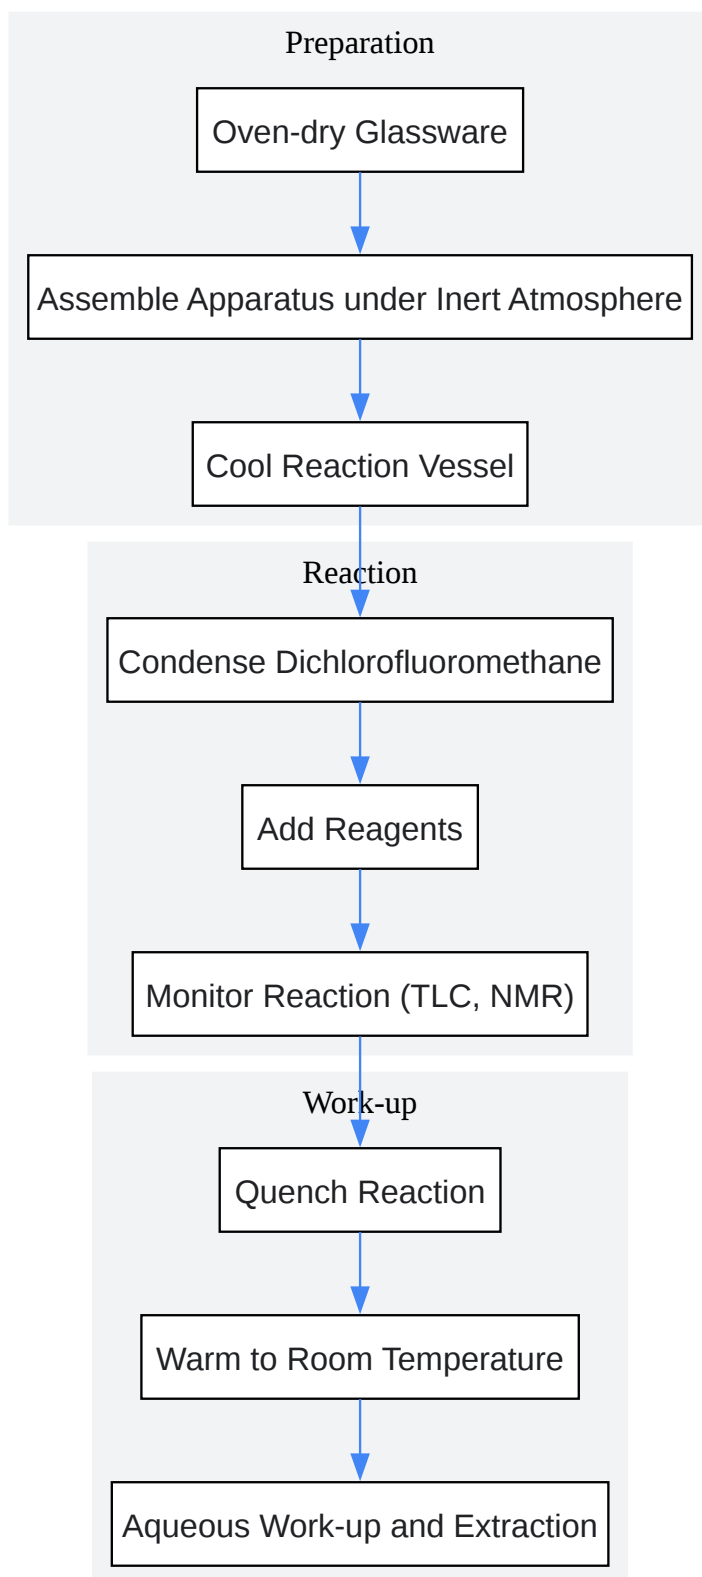 Preparation
Oven-dry Glassware
Assemble Apparatus under Inert Atmosphere
Cool Reaction Vessel
Reaction
Condense Dichlorofluoromethane
Add Reagents
Monitor Reaction (TLC, NMR)
Work-up
Quench Reaction
Warm to Room Temperature
Aqueous Work-up and Extraction